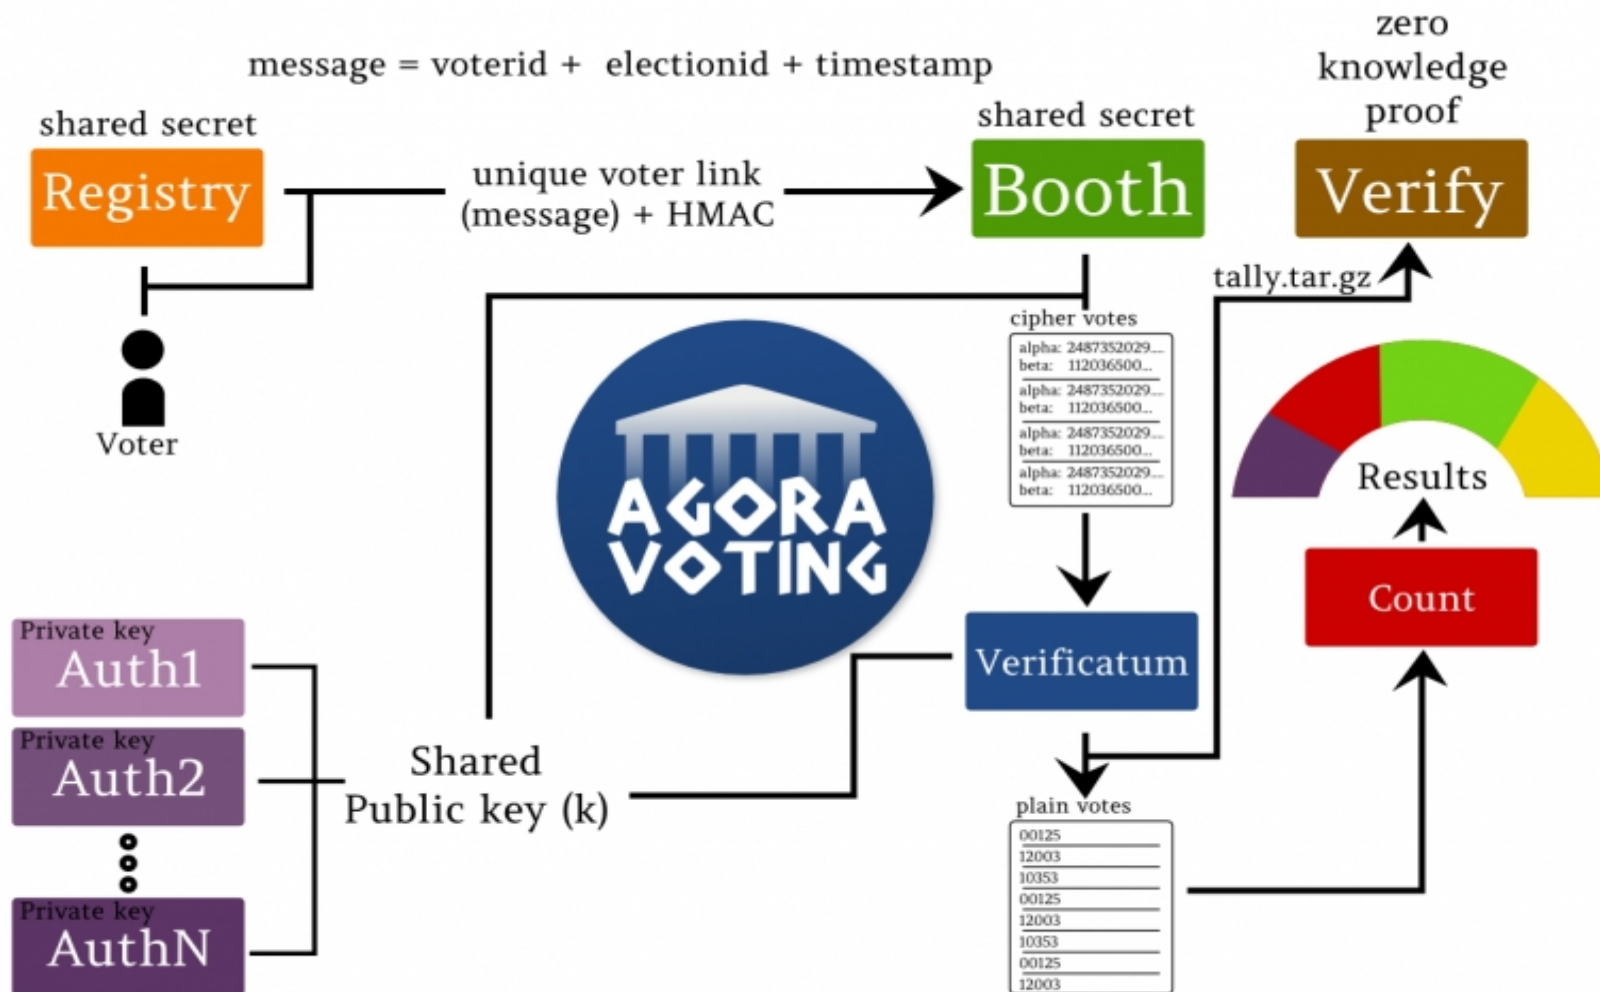 message = voterid + electionid + timestamp
zero
knowledge
proof
shared secret
Registry
unique voter link
(message) + HMAC
shared secret
Booth
Verify
tally.tar.gz
Voter
cipher votes
alpha: 2487352029....
beta: 112036500...
alpha: 2487352029....
beta: 112036500...
alpha: 2487352029....
beta: 112036500...
alpha: 2487352029....
beta: 112036500...
AGORA
VOTING
Results
Count
Verificatum
Private key
Auth1
Private key
Auth2
Private key
AuthN
Shared
Public key (k)
plain votes
00125
12003
10353
00125
12003
10353
00125
12003